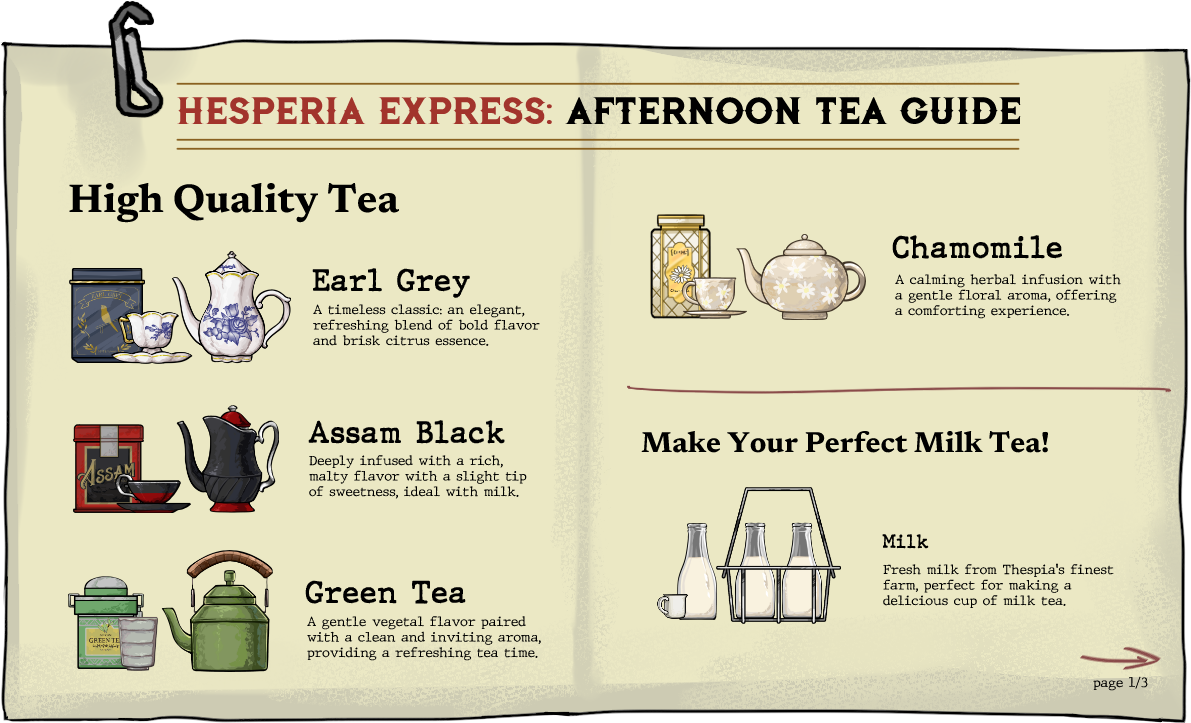 HESPERIA EXPRESS: AFTERNOON TEA GUIDE
High Quality Tea
Earl Grey
A timeless classic: an elegant,
refreshing blend of bold flavor
and brisk citrus essence.
ASSAM
Assam Black
Deeply infused with a rich,
malty flavor with a slight tip
of sweetness, ideal with milk.
GREEN TE
Green Tea
A gentle vegetal flavor paired
with a clean and inviting aroma,
providing a refreshing tea time.
Chamomile
A calming herbal infusion with
a gentle floral aroma, offering
a comforting experience.
Make Your Perfect Milk Tea!
Milk
Fresh milk from Thespia's finest
farm, perfect for making a
delicious cup of milk tea.
page 1/3